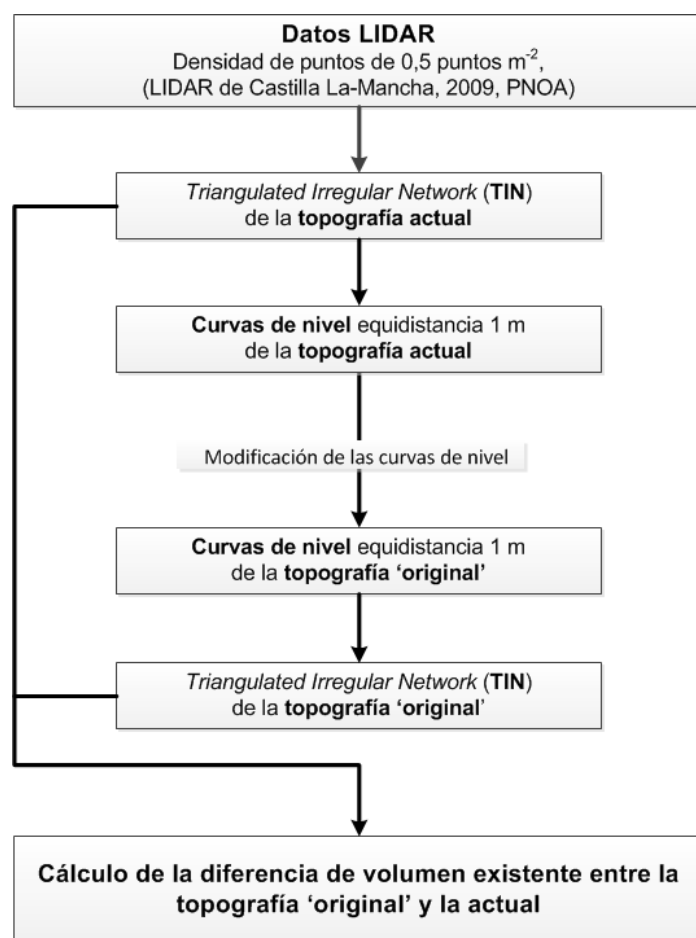 Datos LIDAR
Densidad de puntos de 0,5 puntos m⁻²,
(LIDAR de Castilla La-Mancha, 2009, PNOA)
Triangulated Irregular Network (TIN)
de la topografía actual
Curvas de nivel equidistancia 1 m
de la topografía actual
Modificación de las curvas de nivel
Curvas de nivel equidistancia 1 m
de la topografía ‘original’
Triangulated Irregular Network (TIN)
de la topografía ‘original’
Cálculo de la diferencia de volumen existente entre la
topografía ‘original’ y la actual